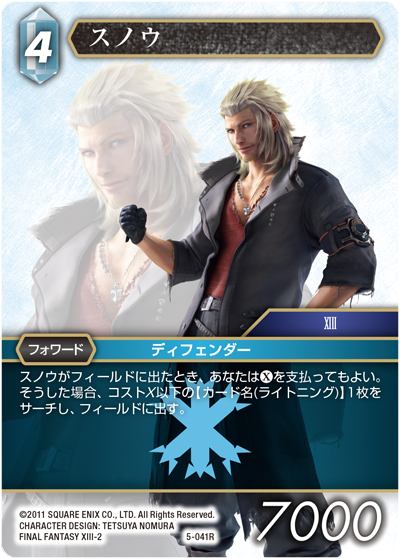 4
スノウ
XIII
フォワード
ディフェンダー
スノウがフィールドに出たとき、あなたはⓍを支払ってもよい。
そうした場合、コストX以下の【カード名(ライトニング)】1枚を
サーチし、フィールドに出す。
©2011 SQUARE ENIX CO., LTD. All Rights Reserved.
CHARACTER DESIGN: TETSUYA NOMURA
FINAL FANTASY XIII-2
5-041R
7000